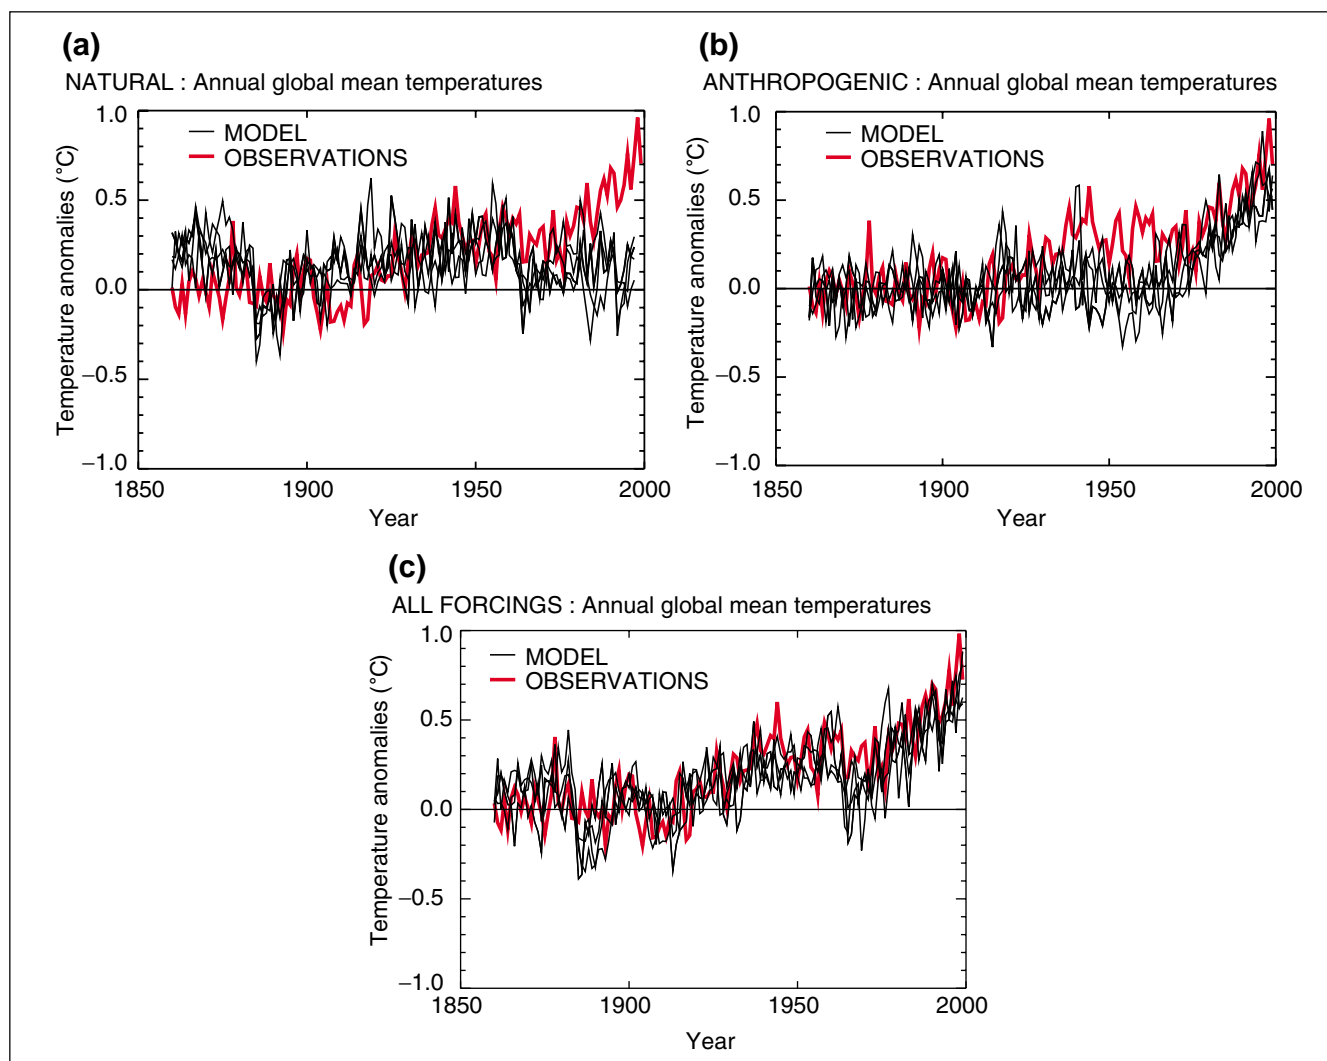 (a)
NATURAL : Annual global mean temperatures
MODEL
OBSERVATIONS
Temperature anomalies (°C)
1.0
0.5
0.0
−0.5
−1.0
1850
1900
1950
2000
Year
(b)
ANTHROPOGENIC : Annual global mean temperatures
MODEL
OBSERVATIONS
Temperature anomalies (°C)
1.0
0.5
0.0
−0.5
−1.0
1850
1900
1950
2000
Year
(c)
ALL FORCINGS : Annual global mean temperatures
MODEL
OBSERVATIONS
Temperature anomalies (°C)
1.0
0.5
0.0
−0.5
−1.0
1850
1900
1950
2000
Year